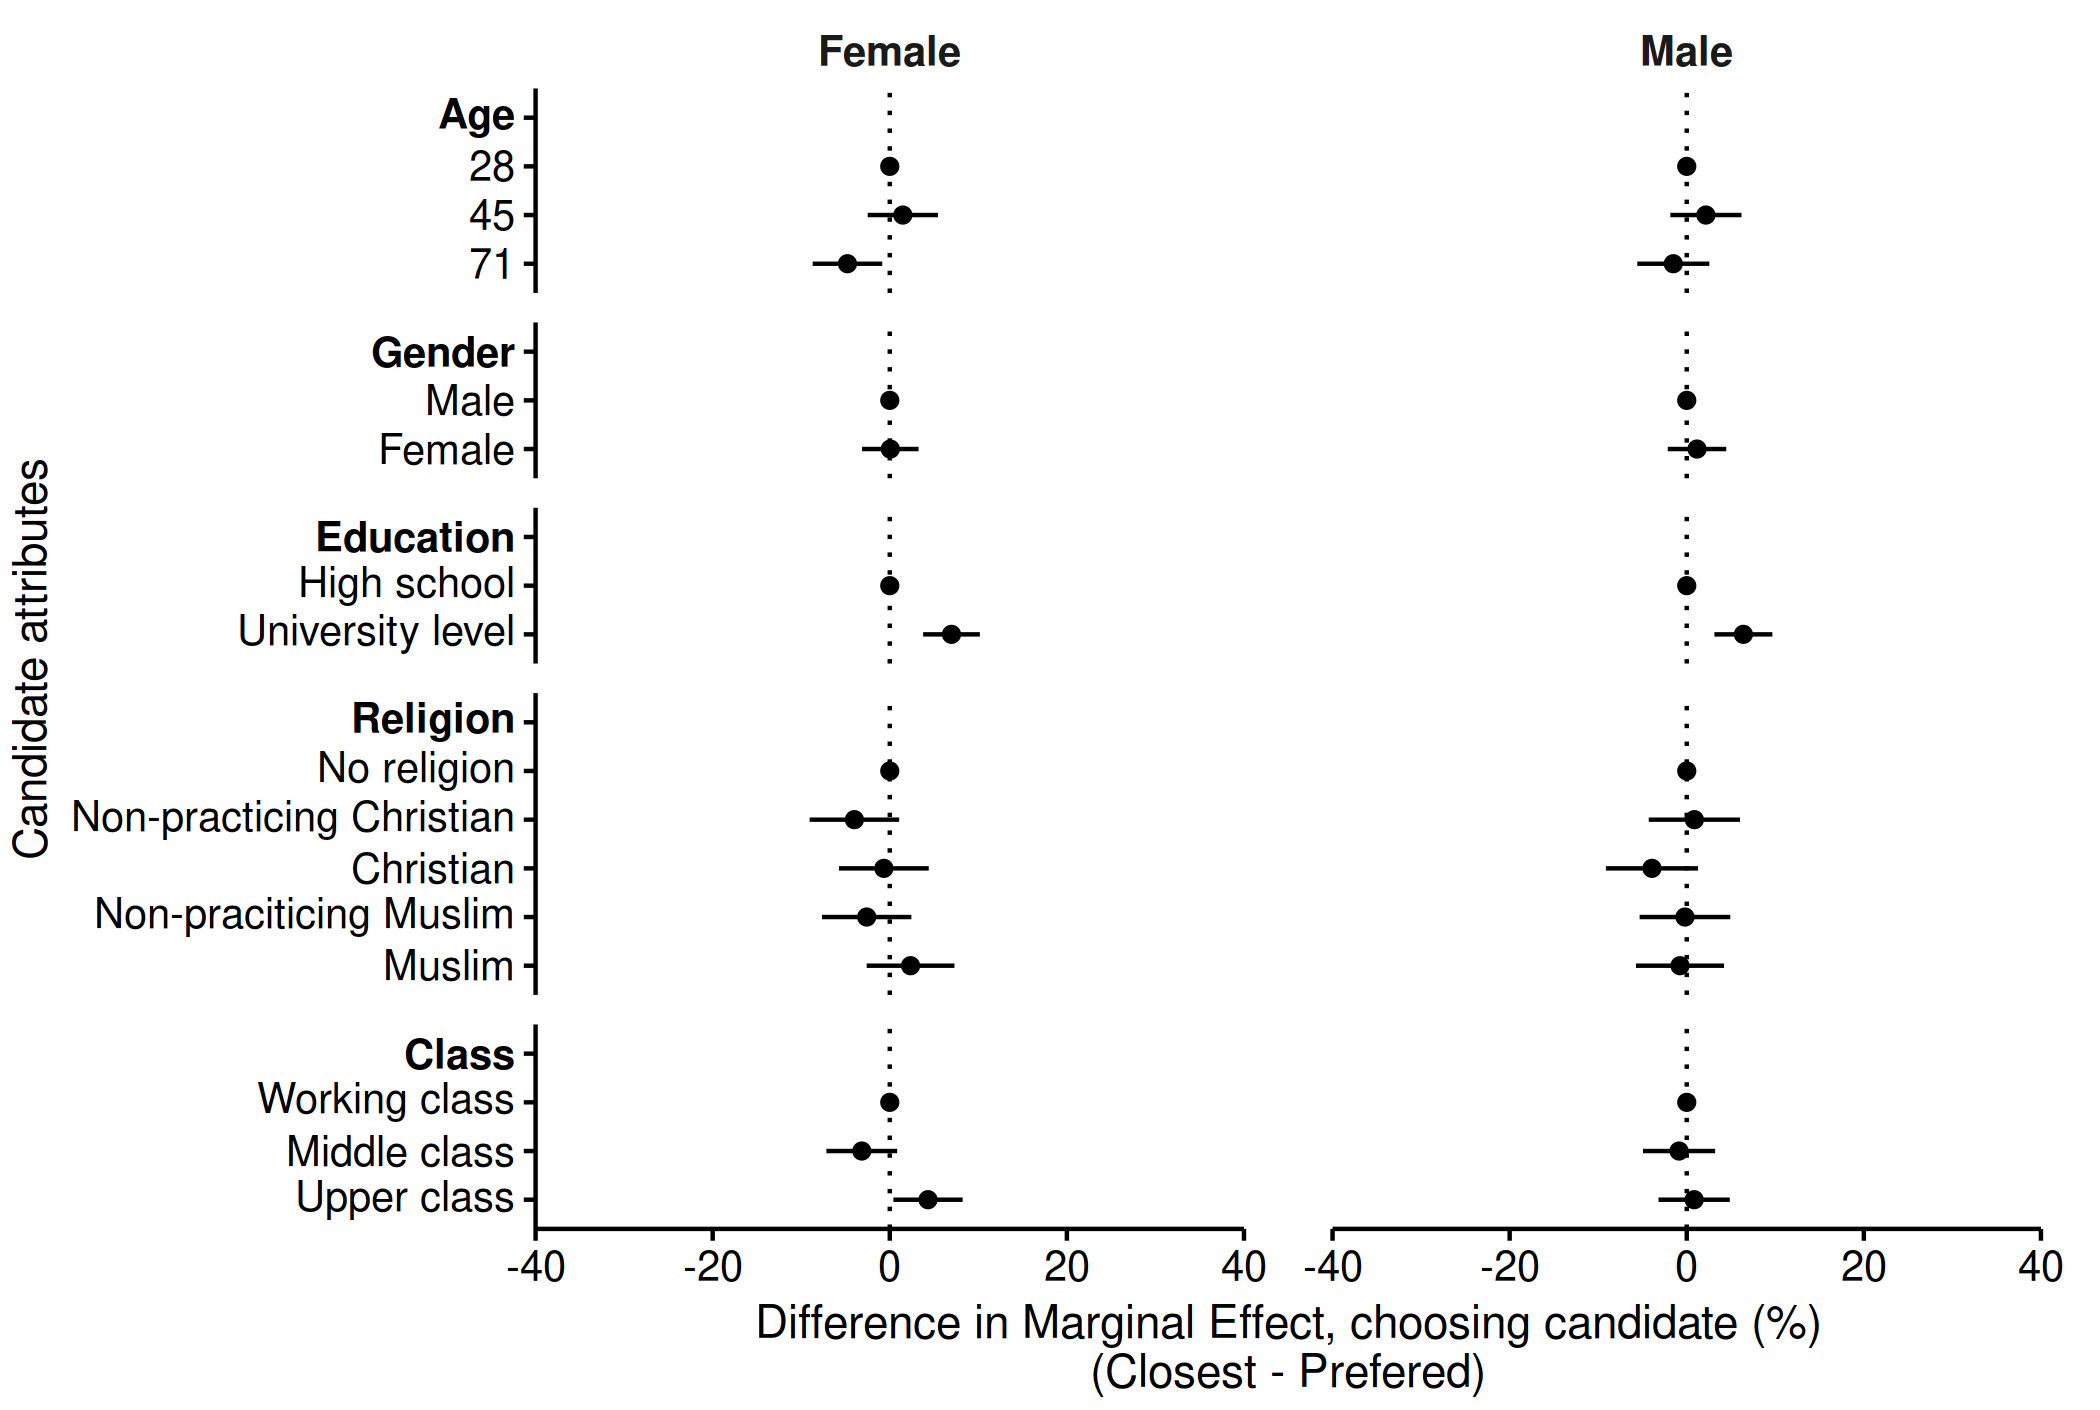 Female Male
Age
28
45
71
Gender
Male
Female
Education
High school
University level
Religion
No religion
Non-practicing Christian
Christian
Non-praciticing Muslim
Muslim
Class
Working class
Middle class
Upper class
Candidate attributes
-40 -20 0 20 40 -40 -20 0 20 40
Difference in Marginal Effect, choosing candidate (%)
(Closest - Prefered)